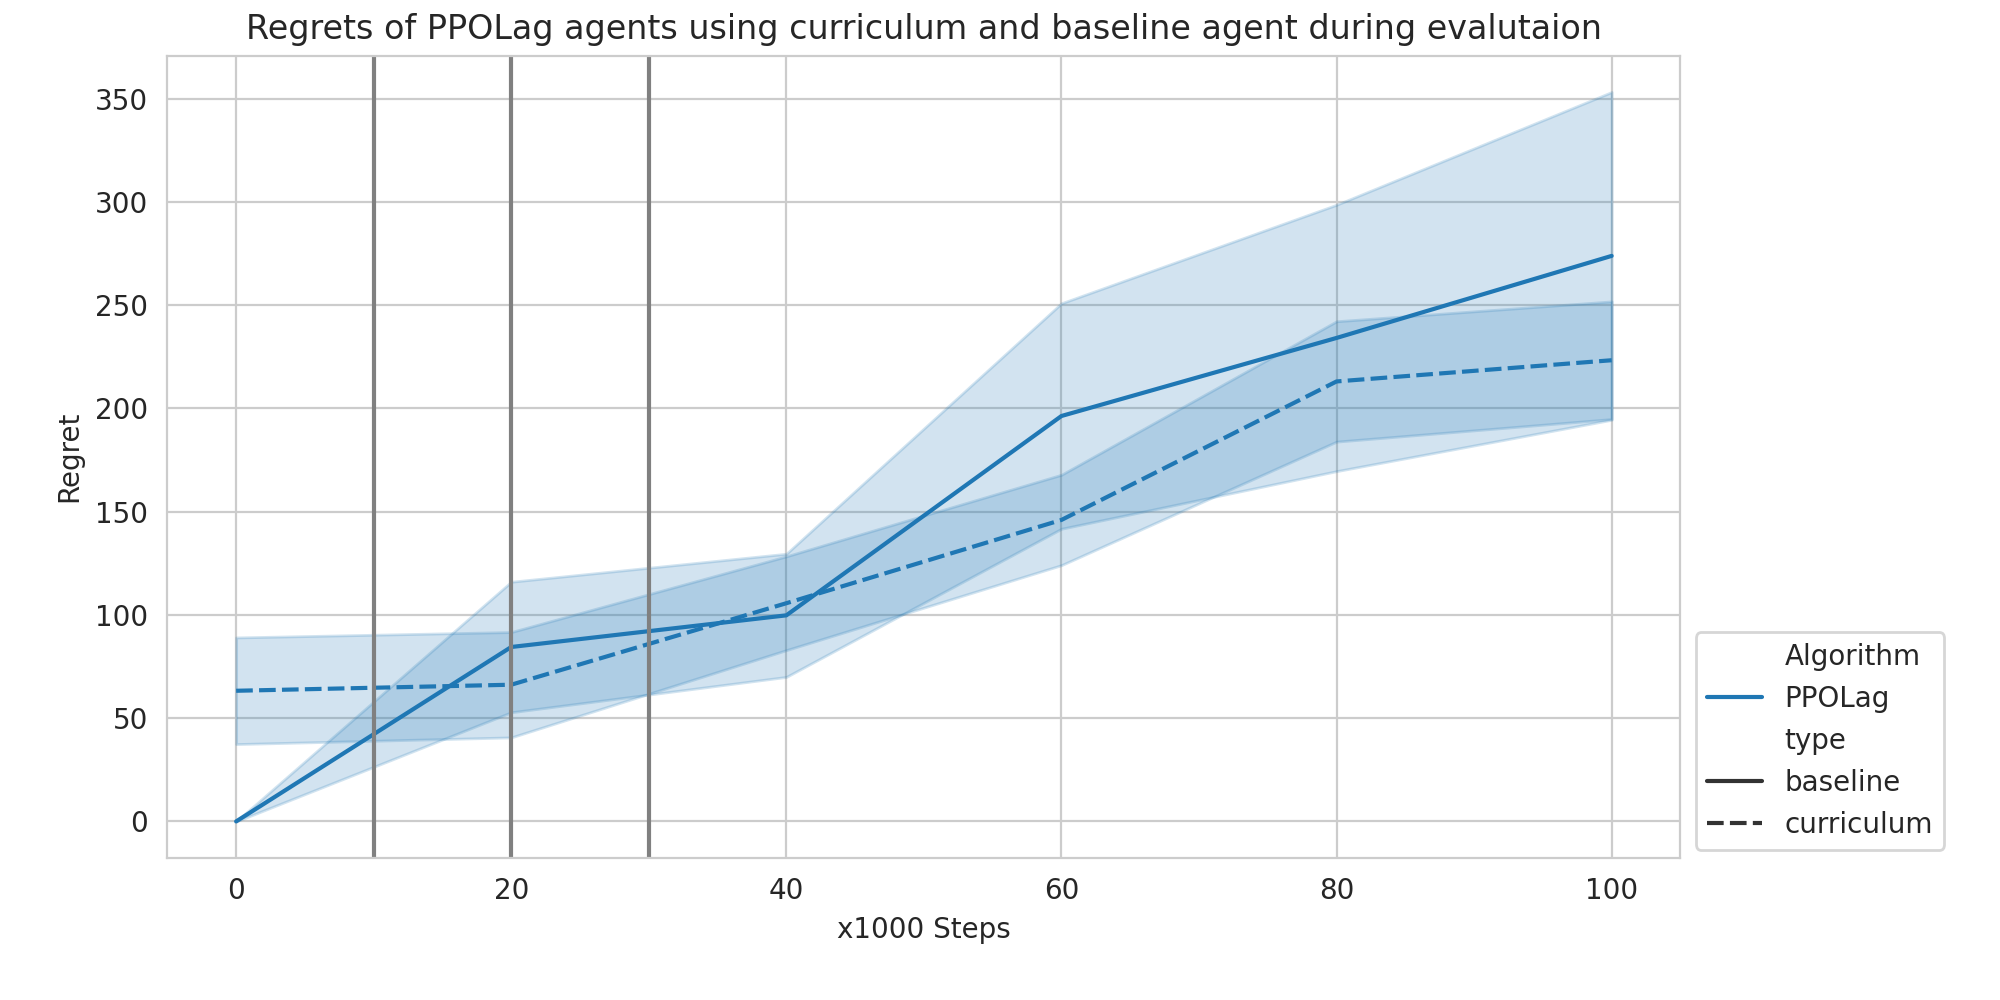 Regrets of PPOLag agents using curriculum and baseline agent during evalutaion
350
300
250
200
150
100
50
0
Regret
0 20 40 60 80 100
x1000 Steps
Algorithm
PPOLag
type
baseline
curriculum